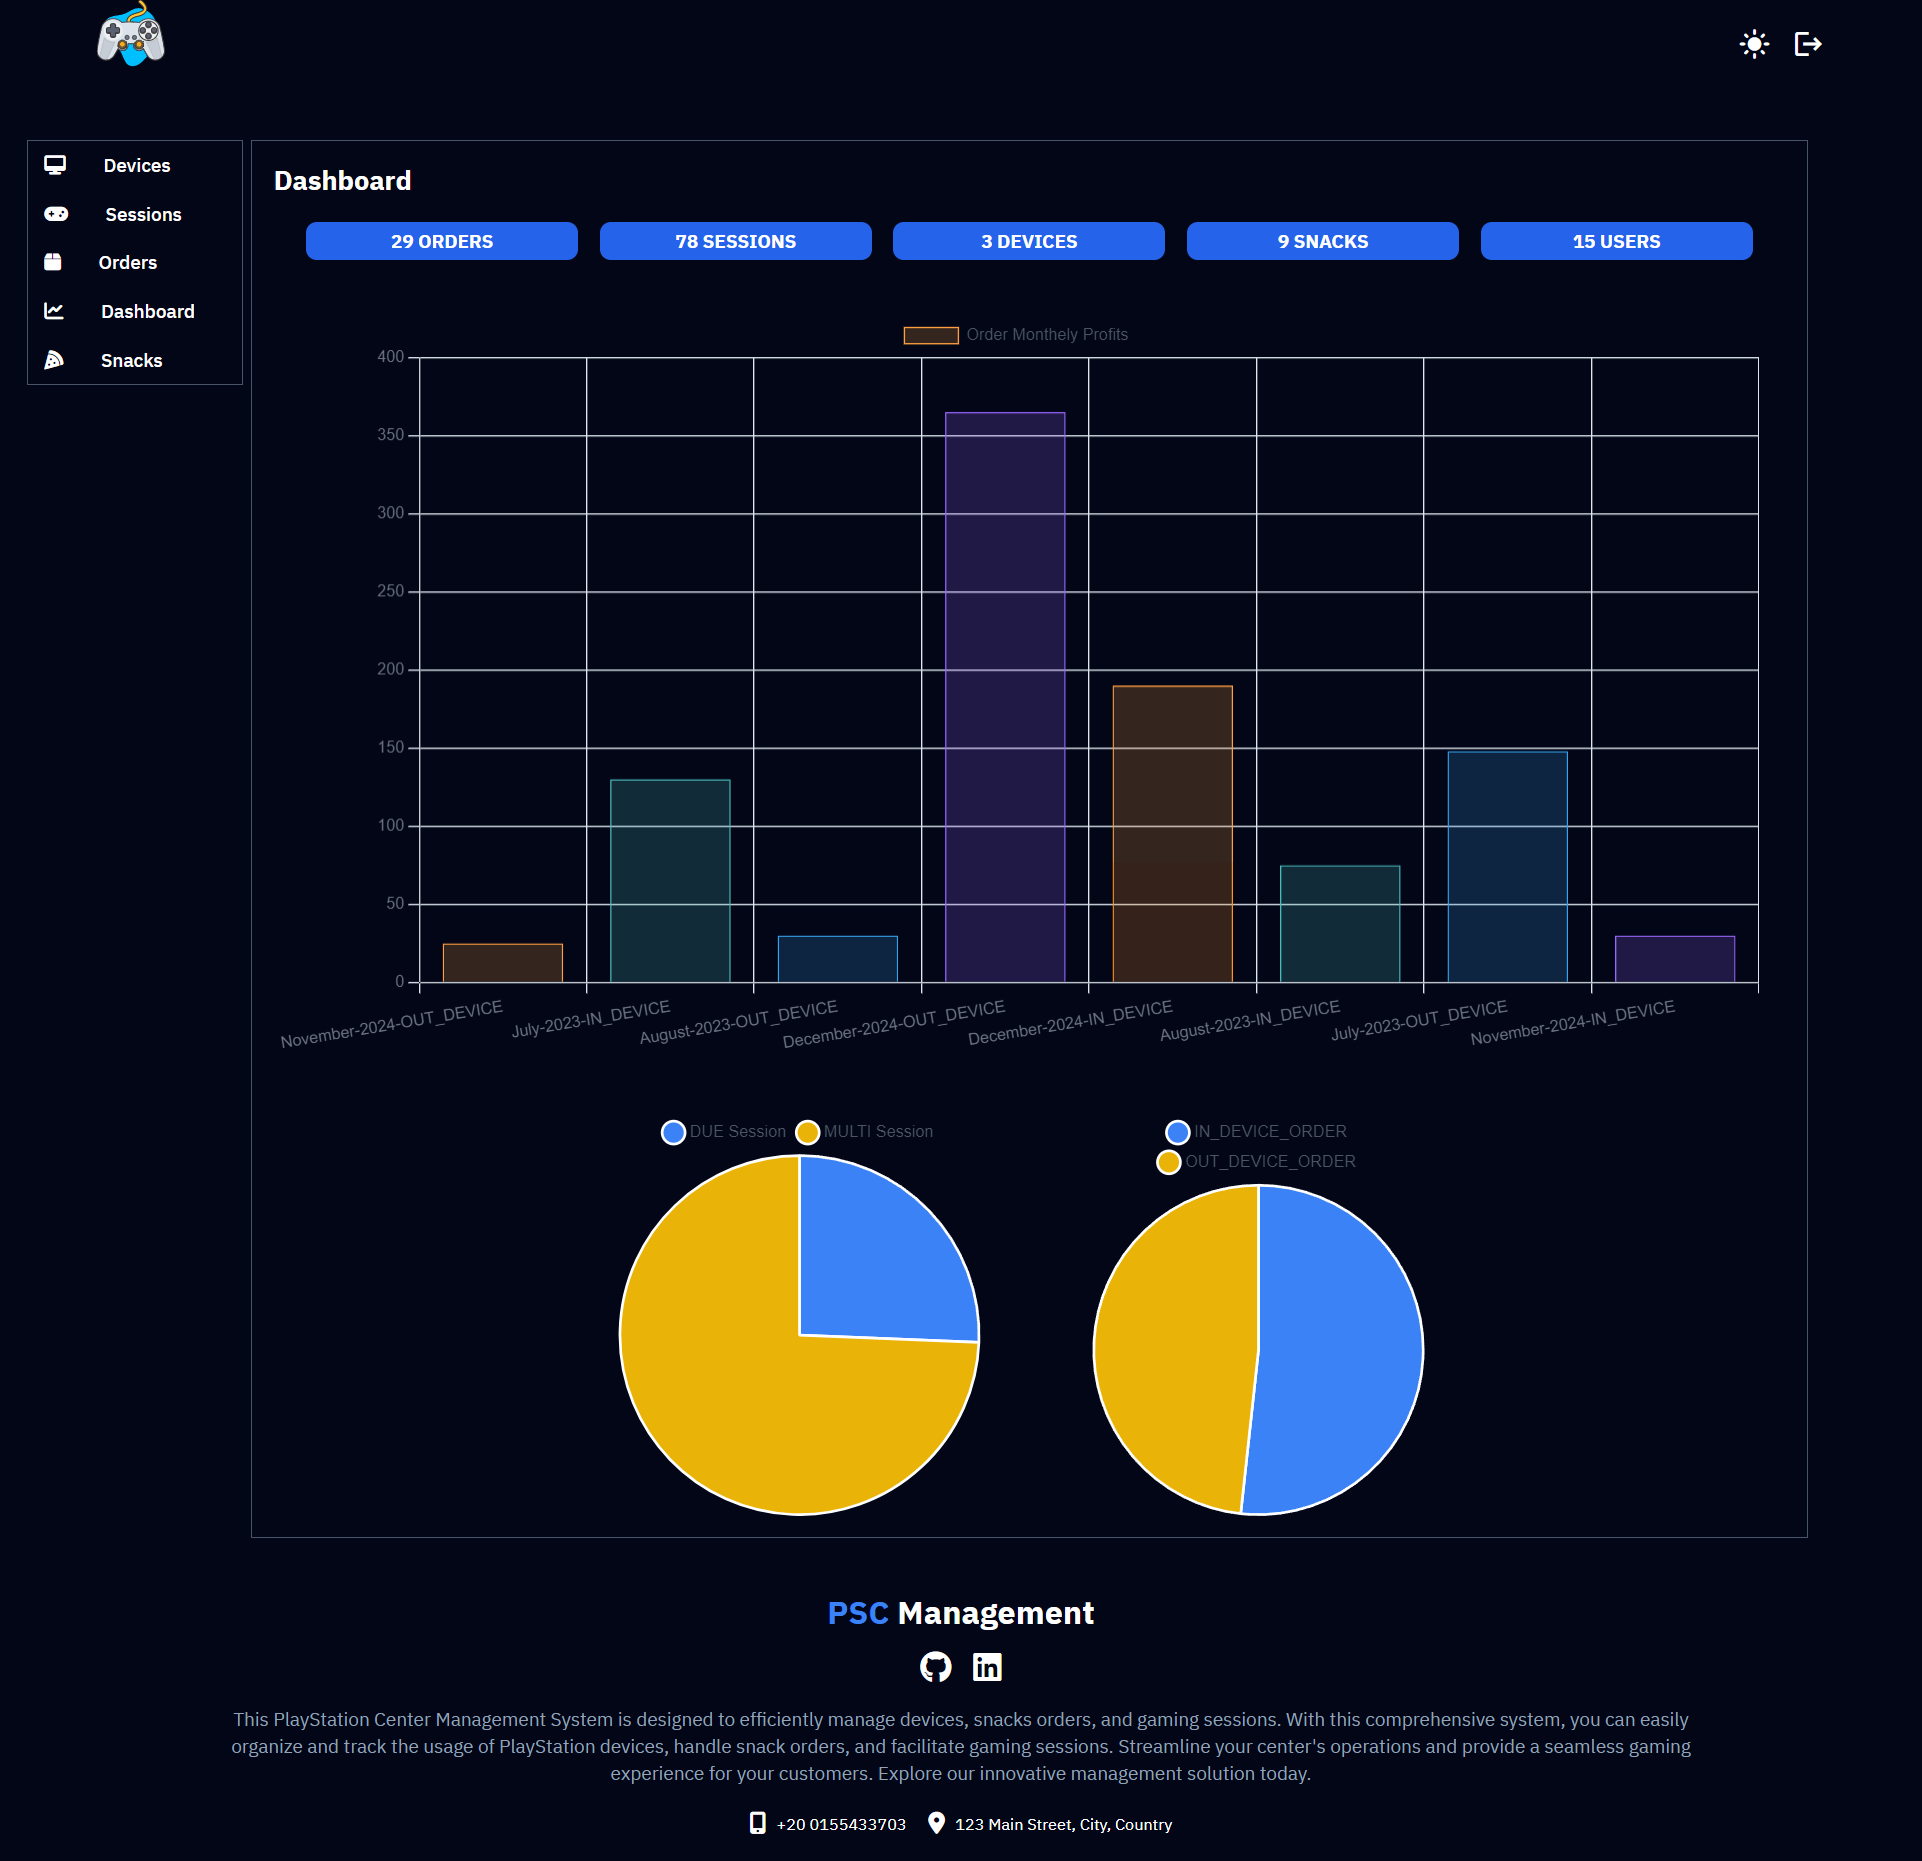 Devices
Sessions
Orders
Dashboard
Snacks
Dashboard
29 ORDERS
78 SESSIONS
3 DEVICES
9 SNACKS
15 USERS
Order Monthely Profits
400
350
300
250
200
150
100
50
0
November-2024-OUT_DEVICE
July-2023-IN_DEVICE
August-2023-OUT_DEVICE
December-2024-OUT_DEVICE
December-2024-IN_DEVICE
August-2023-IN_DEVICE
July-2023-OUT_DEVICE
November-2024-IN_DEVICE
DUE Session
MULTI Session
IN_DEVICE_ORDER
OUT_DEVICE_ORDER
PSC Management
This PlayStation Center Management System is designed to efficiently manage devices, snacks orders, and gaming sessions. With this comprehensive system, you can easily
organize and track the usage of PlayStation devices, handle snack orders, and facilitate gaming sessions. Streamline your center's operations and provide a seamless gaming
experience for your customers. Explore our innovative management solution today.
+20 0155433703
123 Main Street, City, Country